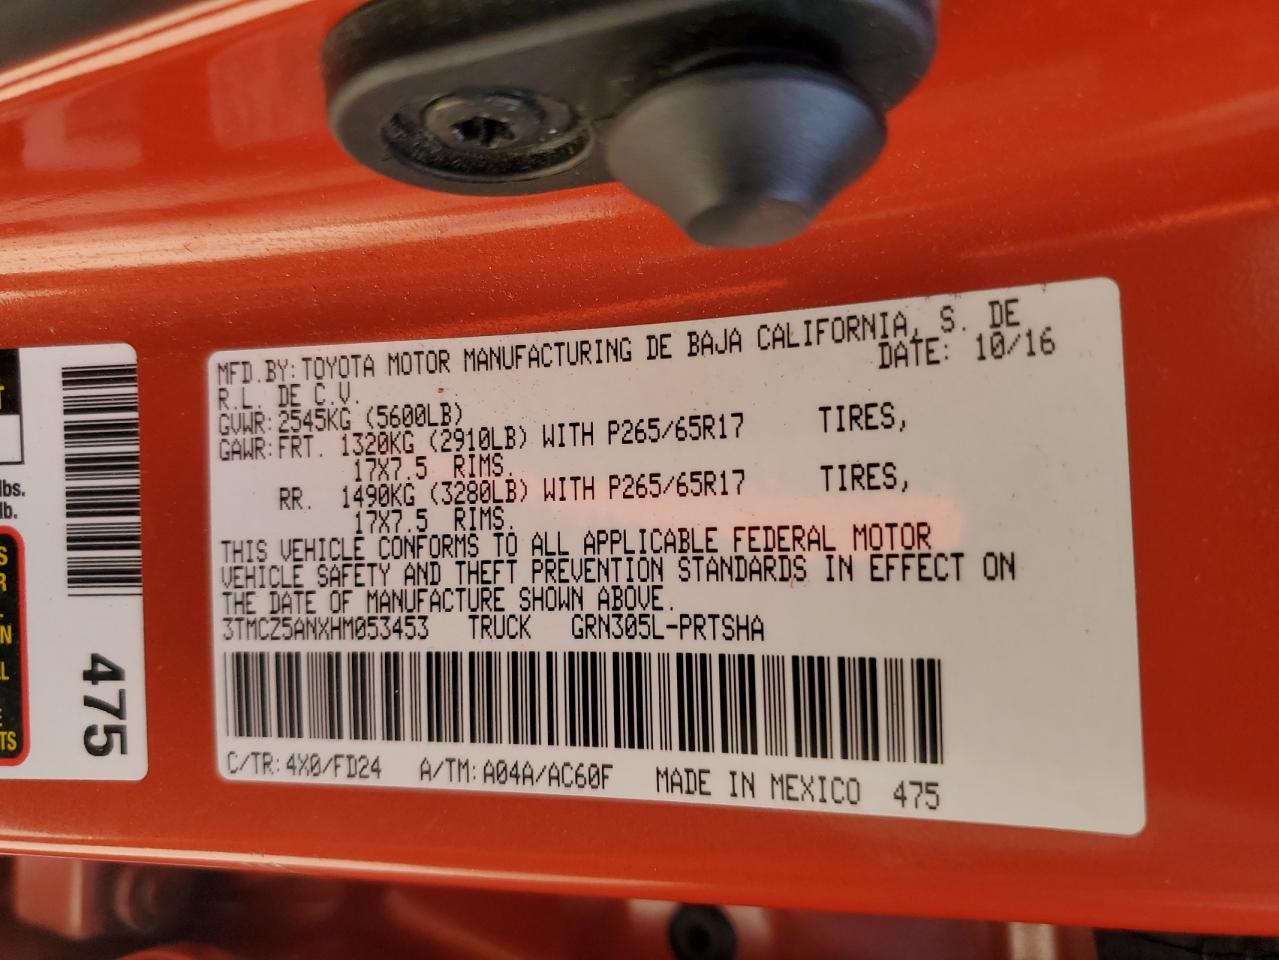 MFD.BY:TOYOTA MOTOR MANUFACTURING DE BAJA CALIFORNIA, S. DE
R.L. DE C.V. DATE: 10/16
GVWR:2545KG (5600LB)
GAWR:FRT. 1320KG (2910LB) WITH P265/65R17 TIRES,
17X7.5 RIMS.
RR. 1490KG (3280LB) WITH P265/65R17 TIRES,
17X7.5 RIMS.
THIS VEHICLE CONFORMS TO ALL APPLICABLE FEDERAL MOTOR
VEHICLE SAFETY AND THEFT PREVENTION STANDARDS IN EFFECT ON
THE DATE OF MANUFACTURE SHOWN ABOVE.
3TMCZ5ANXHM053453 TRUCK GRN305L-PRTSHA
C/TR:4X0/FD24 A/TM:A04A/AC60F MADE IN MEXICO 475
lbs.
lb.
475